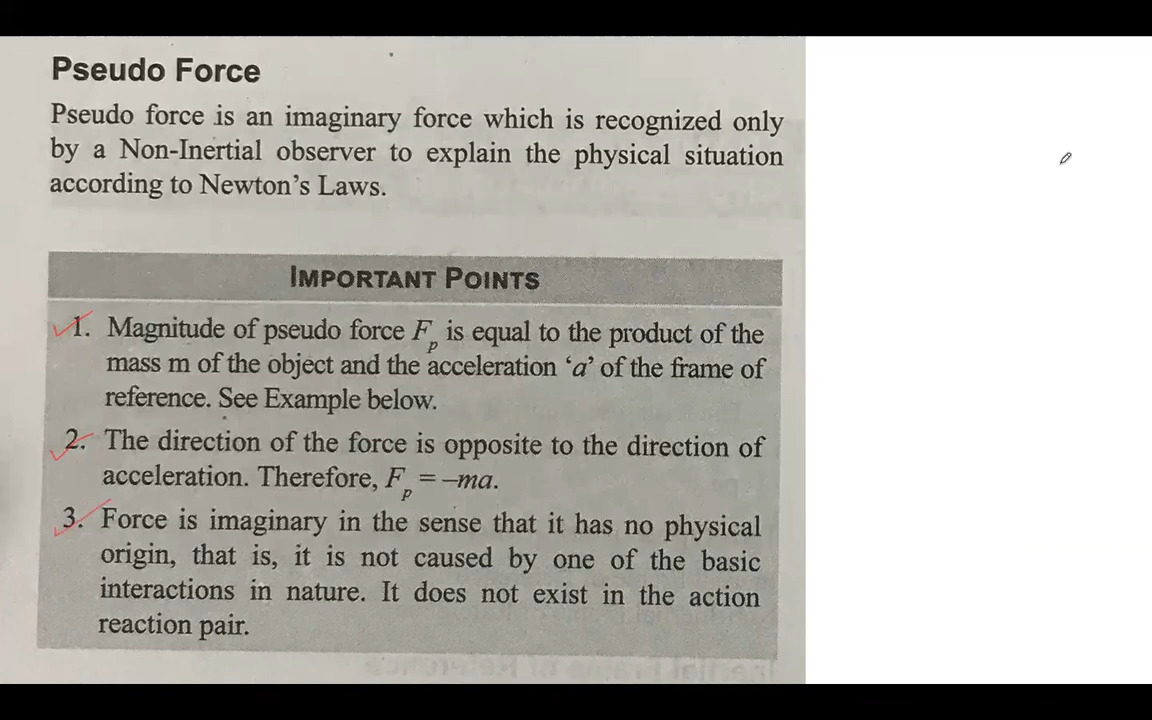 Pseudo Force
Pseudo force is an imaginary force which is recognized only
by a Non-Inertial observer to explain the physical situation
according to Newton's Laws.
IMPORTANT POINTS
1. Magnitude of pseudo force Fp is equal to the product of the
mass m of the object and the acceleration 'a' of the frame of
reference. See Example below.
2. The direction of the force is opposite to the direction of
acceleration. Therefore, Fp = –ma.
3. Force is imaginary in the sense that it has no physical
origin, that is, it is not caused by one of the basic
interactions in nature. It does not exist in the action
reaction pair.